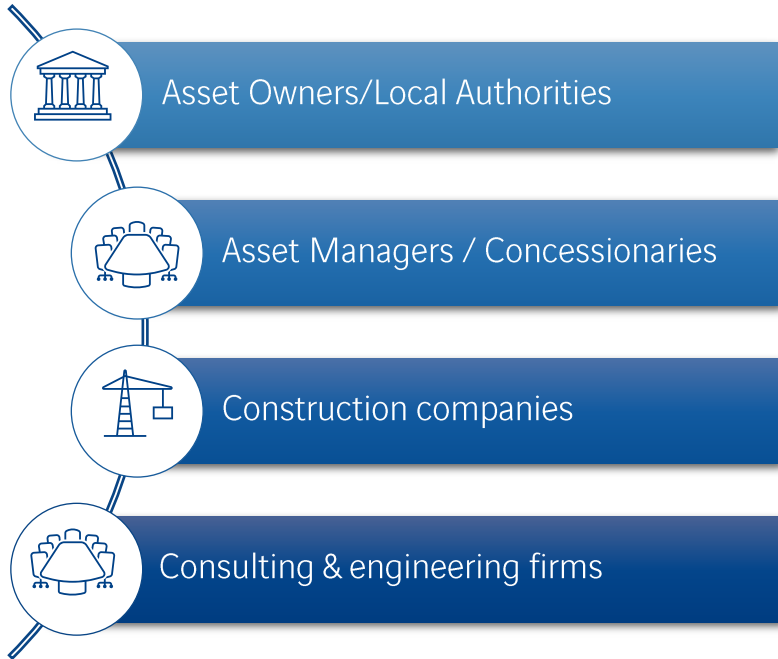 Asset Owners/Local Authorities
Asset Managers / Concessionaries
Construction companies
Consulting & engineering firms